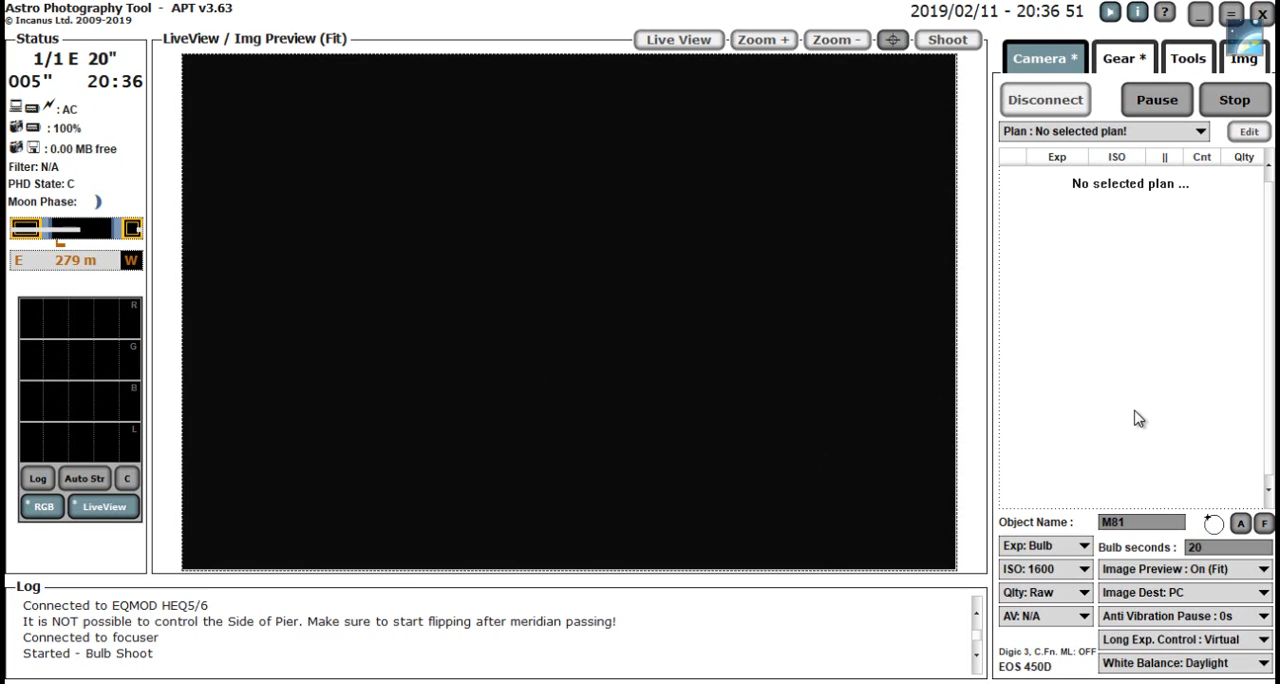 Astro Photography Tool - APT v3.63
© Incanus Ltd. 2009-2019
2019/02/11 - 20:36 51
Status
1/1 E 20"
005" 20:36
: AC
: 100%
: 0.00 MB free
Filter: N/A
PHD State: C
Moon Phase:
E 279 m W
R
G
B
L
Log Auto Str C
RGB LiveView
LiveView / Img Preview (Fit)
Live View Zoom + Zoom - Shoot
Camera * Gear * Tools Img
Disconnect Pause Stop
Plan : No selected plan! Edit
Exp ISO || Cnt Qlty
No selected plan ...
Object Name : M81 A F
Exp: Bulb Bulb seconds : 20
ISO: 1600 Image Preview : On (Fit)
Qlty: Raw Image Dest: PC
AV: N/A Anti Vibration Pause : 0s
Long Exp. Control : Virtual
Digic 3, C.Fn. ML: OFF
EOS 450D White Balance: Daylight
Log
Connected to EQMOD HEQ5/6
It is NOT possible to control the Side of Pier. Make sure to start flipping after meridian passing!
Connected to focuser
Started - Bulb Shoot